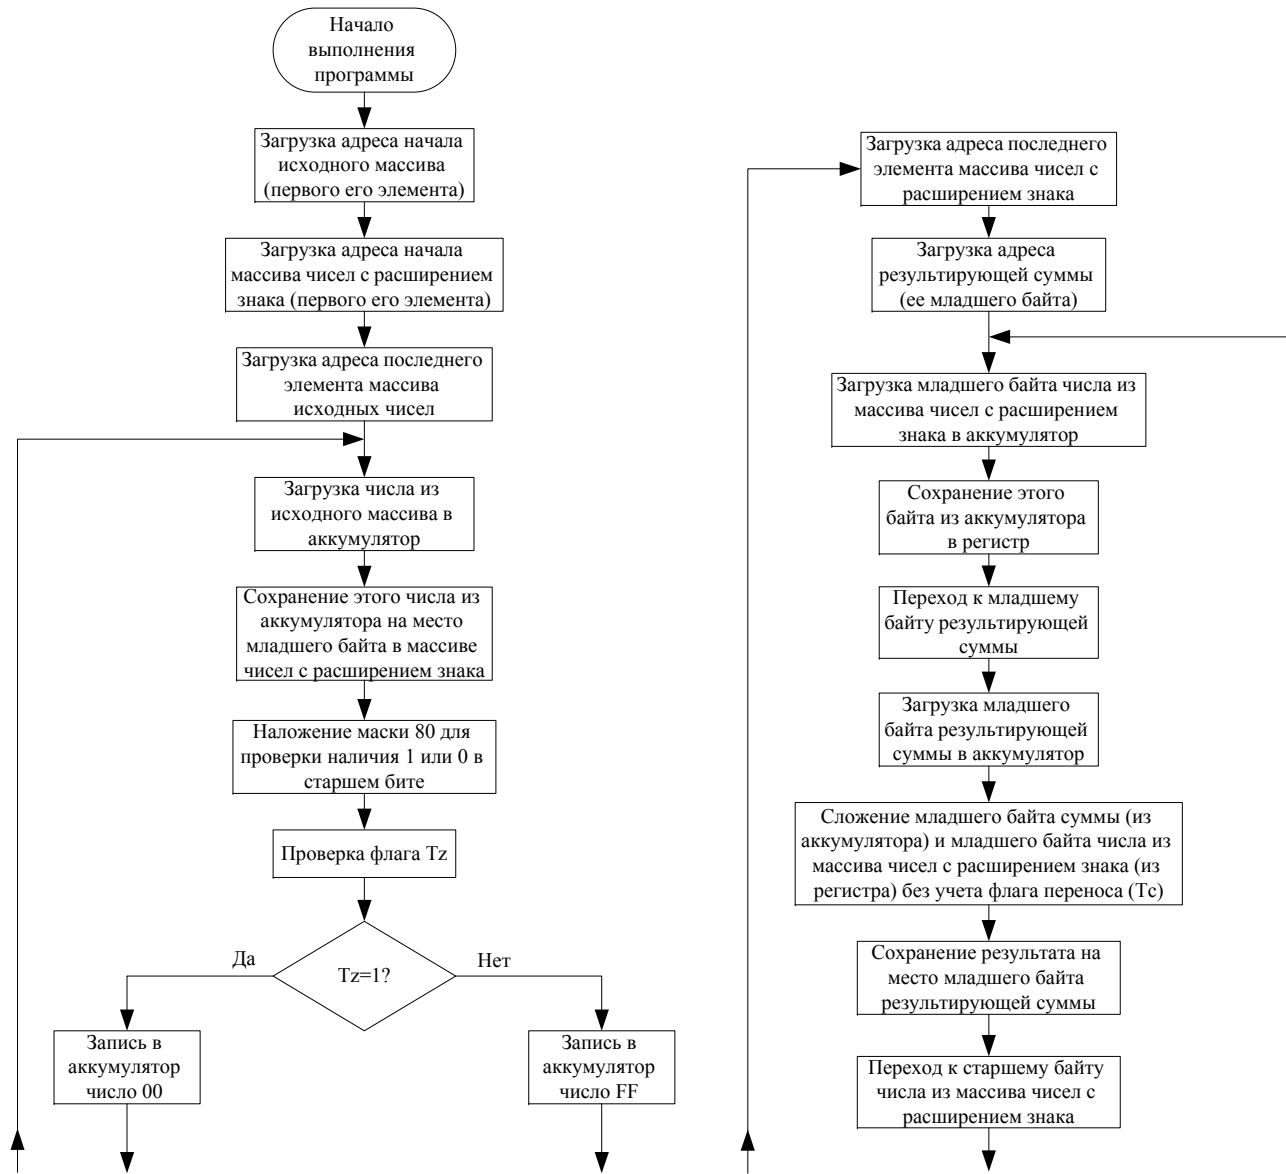 Начало
выполнения
программы
Загрузка адреса начала
исходного массива
(первого его элемента)
Загрузка адреса начала
массива чисел с расширением
знака (первого его элемента)
Загрузка адреса последнего
элемента массива
исходных чисел
Загрузка числа из
исходного массива в
аккумулятор
Сохранение этого числа из
аккумулятора на место
младшего байта в массиве
чисел с расширением знака
Наложение маски 80 для
проверки наличия 1 или 0 в
старшем бите
Проверка флага Tz
Да
Tz=1?
Нет
Запись в
аккумулятор
число 00
Запись в
аккумулятор
число FF
Загрузка адреса последнего
элемента массива чисел с
расширением знака
Загрузка адреса
результирующей суммы
(ее младшего байта)
Загрузка младшего байта числа из
массива чисел с расширением
знака в аккумулятор
Сохранение этого
байта из аккумулятора
в регистр
Переход к младшему
байту результирующей
суммы
Загрузка младшего
байта результирующей
суммы в аккумулятор
Сложение младшего байта суммы (из
аккумулятора) и младшего байта числа из
массива чисел с расширением знака (из
регистра) без учета флага переноса (Tc)
Сохранение результата на
место младшего байта
результирующей суммы
Переход к старшему байту
числа из массива чисел с
расширением знака